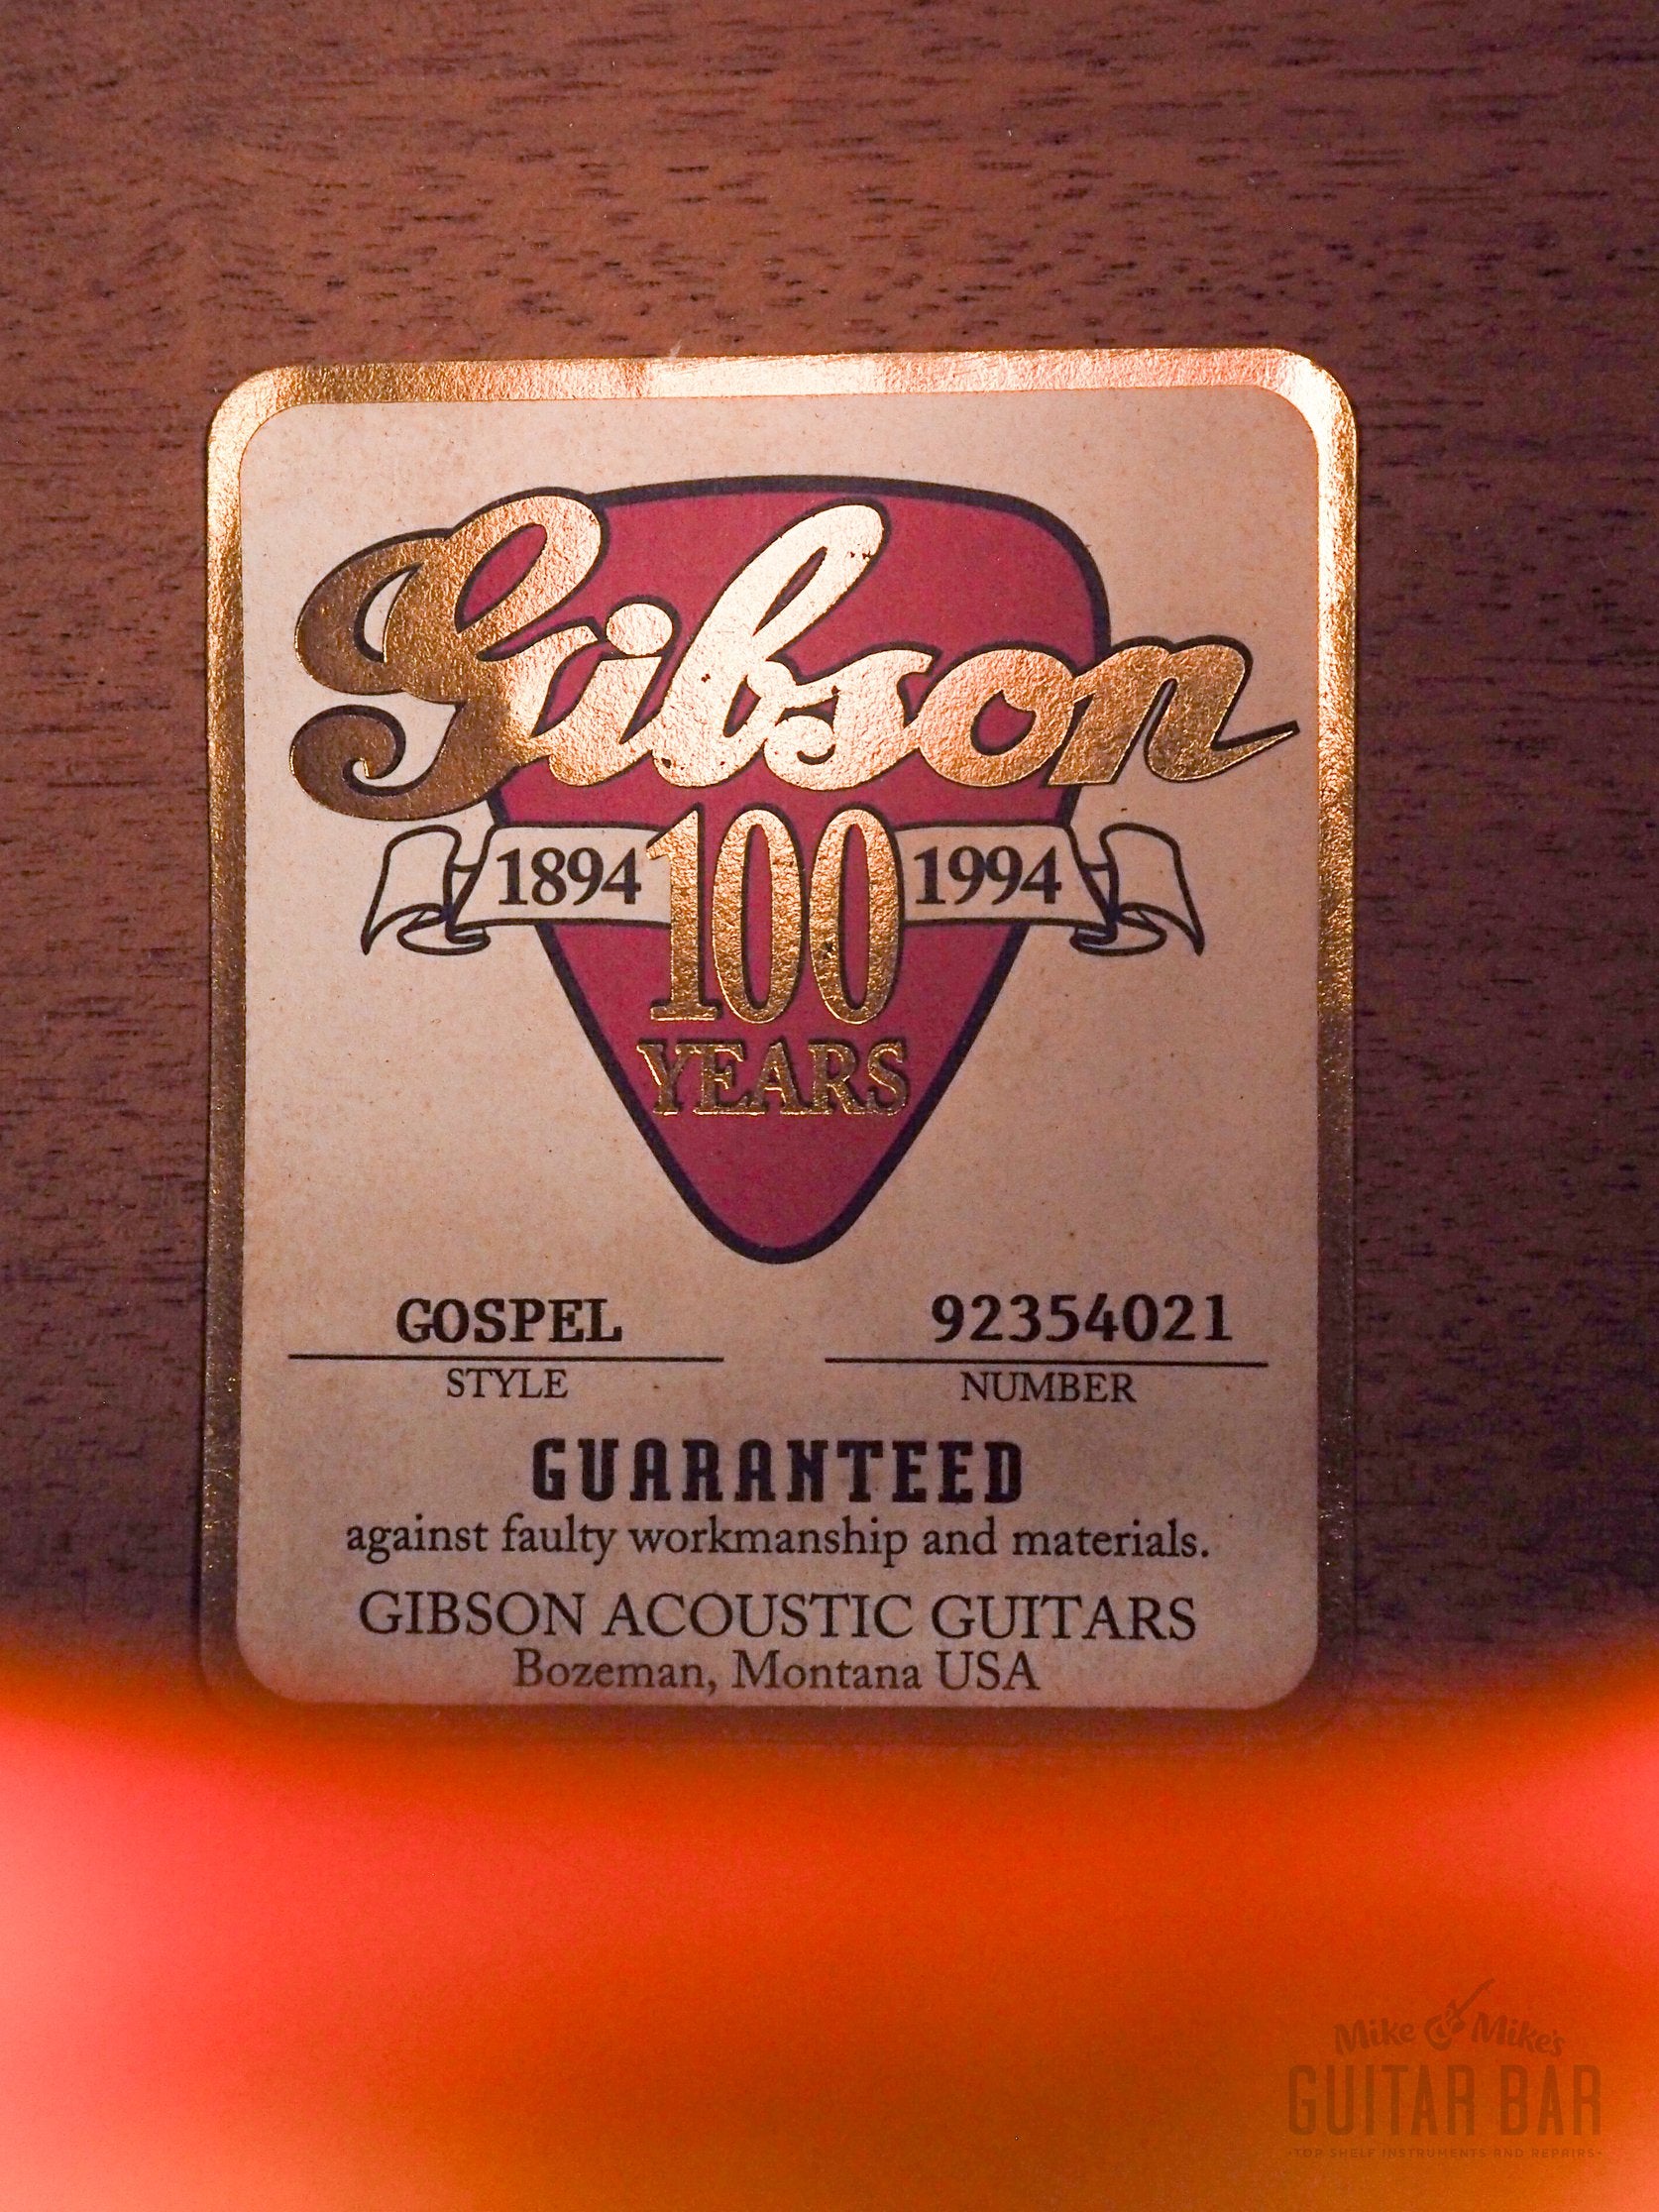 Gibson
1894 100 1994
YEARS
GOSPEL 92354021
STYLE NUMBER
GUARANTEED
against faulty workmanship and materials.
GIBSON ACOUSTIC GUITARS
Bozeman, Montana USA
Mike & Mike's
GUITAR BAR
-TOP SHELF INSTRUMENTS AND REPAIRS-